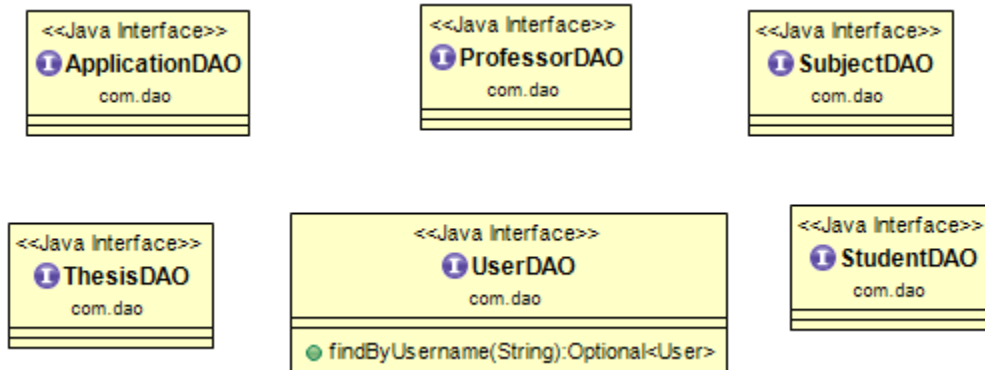 <<Java Interface>>
ApplicationDAO
com.dao
<<Java Interface>>
ProfessorDAO
com.dao
<<Java Interface>>
SubjectDAO
com.dao
<<Java Interface>>
ThesisDAO
com.dao
<<Java Interface>>
UserDAO
com.dao
findByUsername(String):Optional<User>
<<Java Interface>>
StudentDAO
com.dao